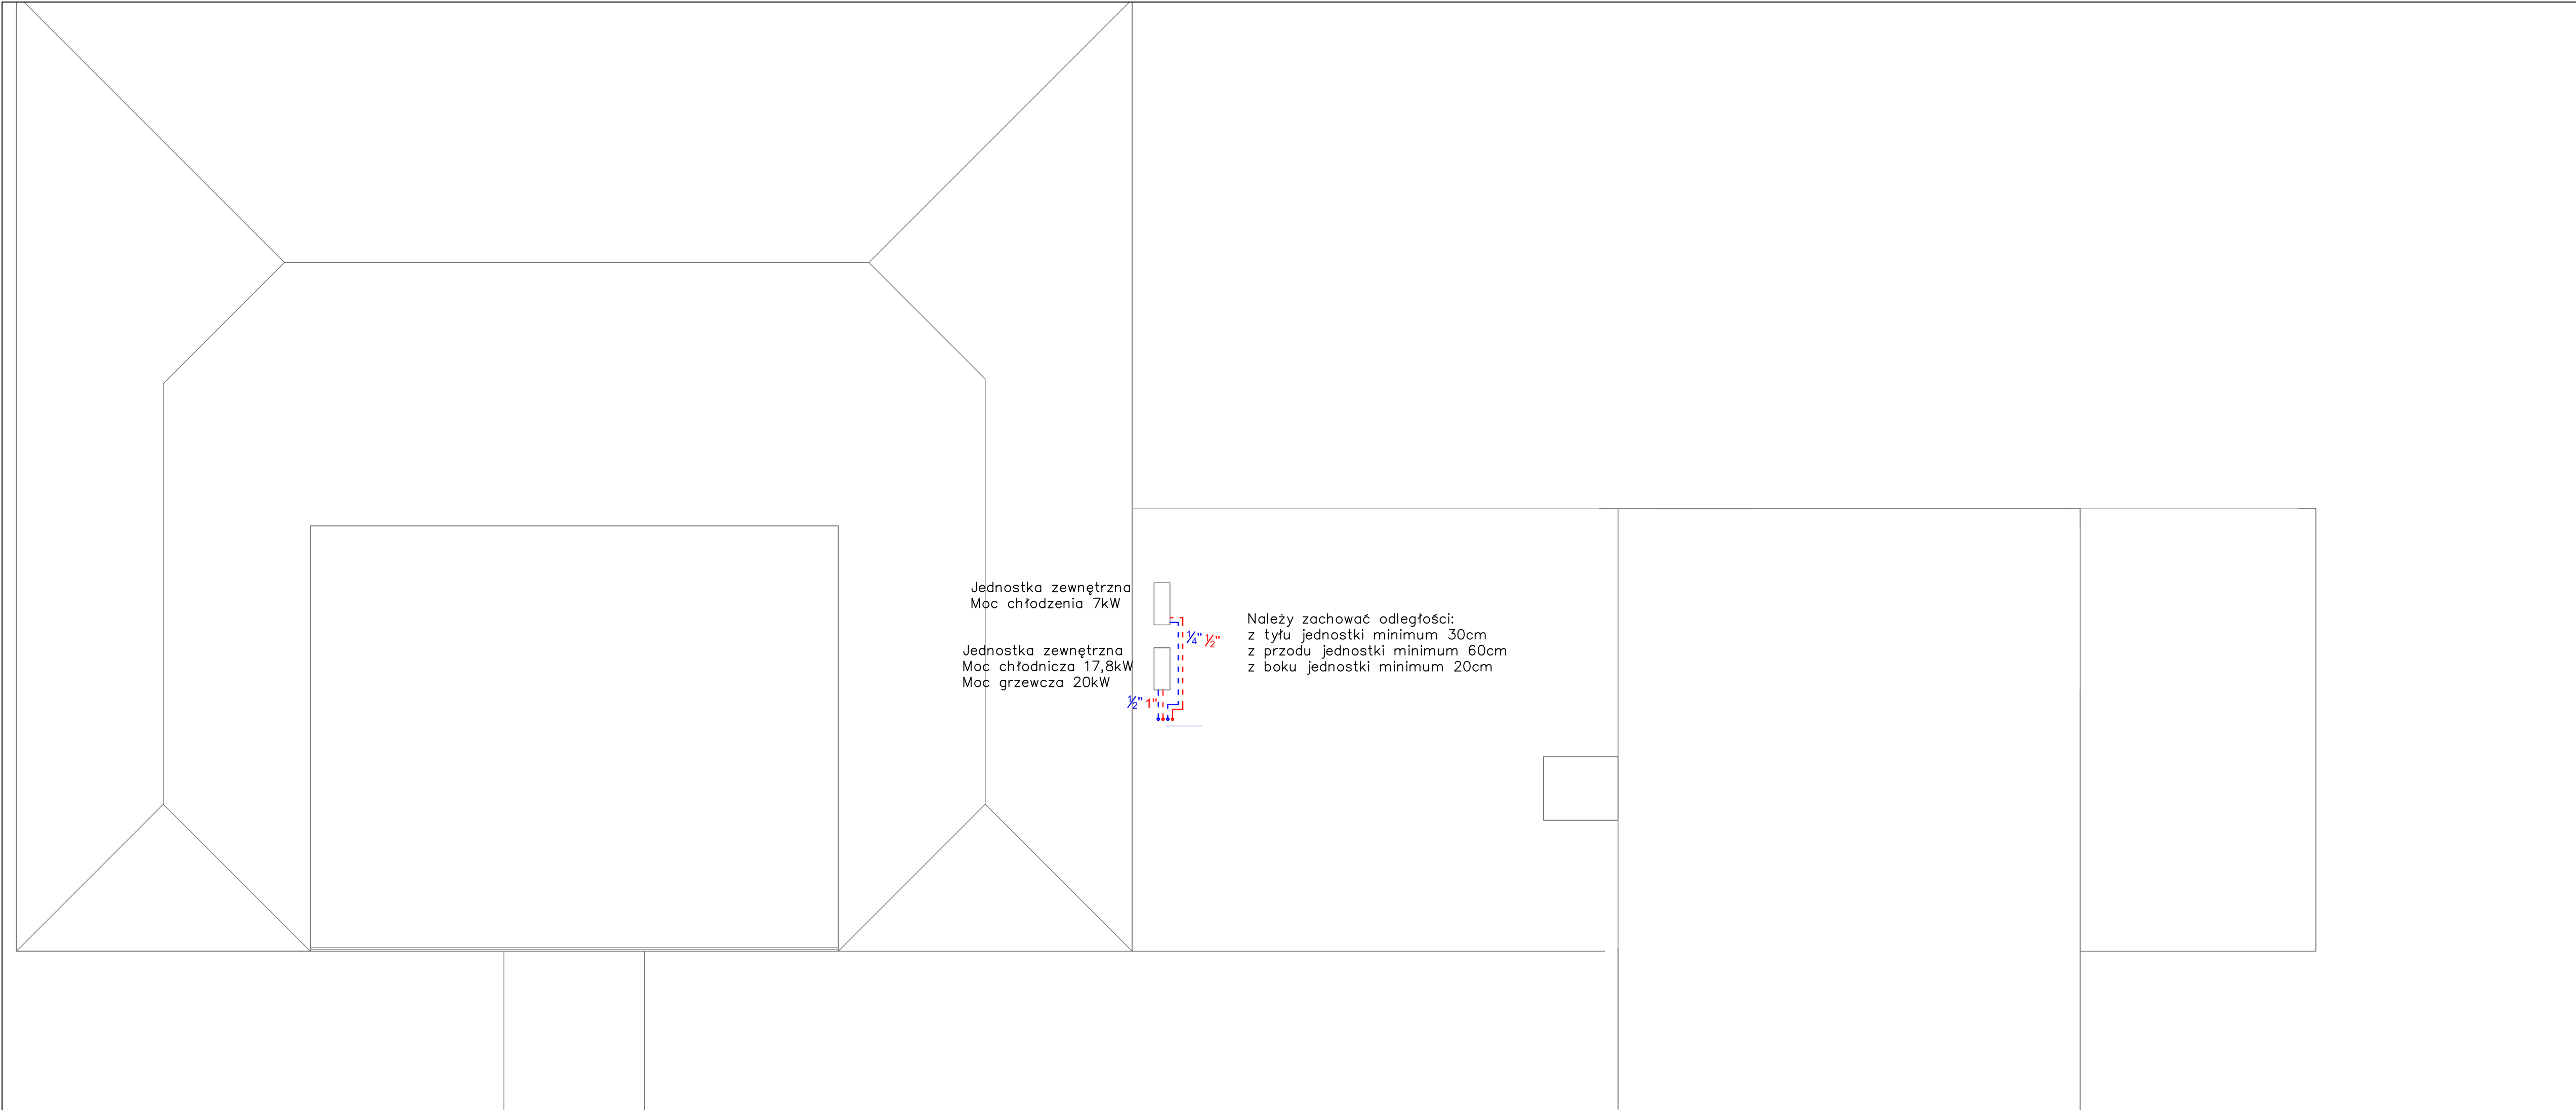 Jednostka zewnętrzna
Moc chłodzenia 7kW
Należy zachować odległości:
z tyłu jednostki minimum 30cm
z przodu jednostki minimum 60cm
z boku jednostki minimum 20cm
1/4" 1/2"
Jednostka zewnętrzna
Moc chłodnicza 17,8kW
Moc grzewcza 20kW
1/2" 1"